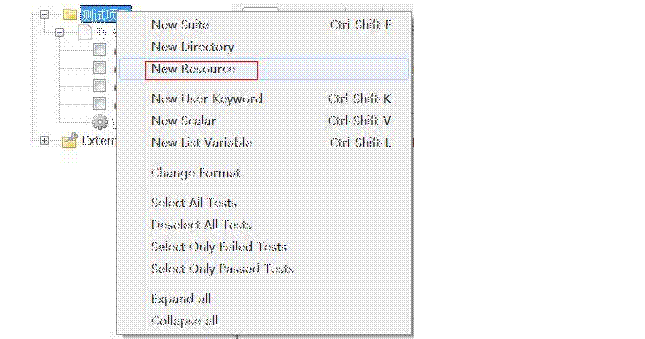 测试项目
New Suite Ctrl-Shift-F
New Directory
New Resource
New User Keyword Ctrl-Shift-K
New Scalar Ctrl-Shift-V
New List Variable Ctrl-Shift-L
Change Format
Select All Tests
Deselect All Tests
Select Only Failed Tests
Select Only Passed Tests
Extern
Expand all
Collapse all